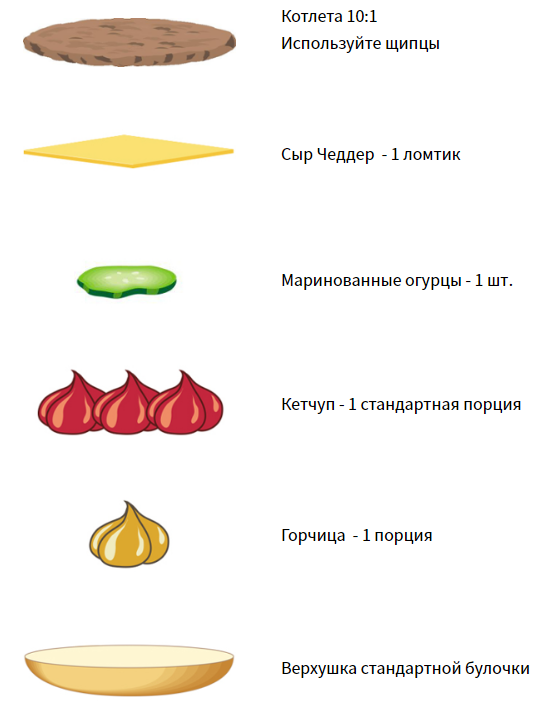 Котлета 10:1
Используйте щипцы
Сыр Чеддер - 1 ломтик
Маринованные огурцы - 1 шт.
Кетчуп - 1 стандартная порция
Горчица - 1 порция
Верхушка стандартной булочки